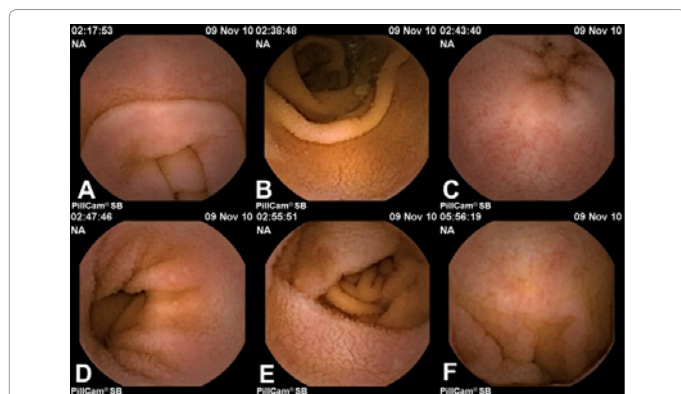 02:17:53 09 Nov 10
NA
A
PillCam® SB
02:38:48 09 Nov 10
NA
B
PillCam® SB
02:43:40 09 Nov 10
NA
C
PillCam® SB
02:47:46 09 Nov 10
NA
D
PillCam® SB
02:55:51 09 Nov 10
NA
E
PillCam® SB
05:56:19 09 Nov 10
NA
F
PillCam® SB